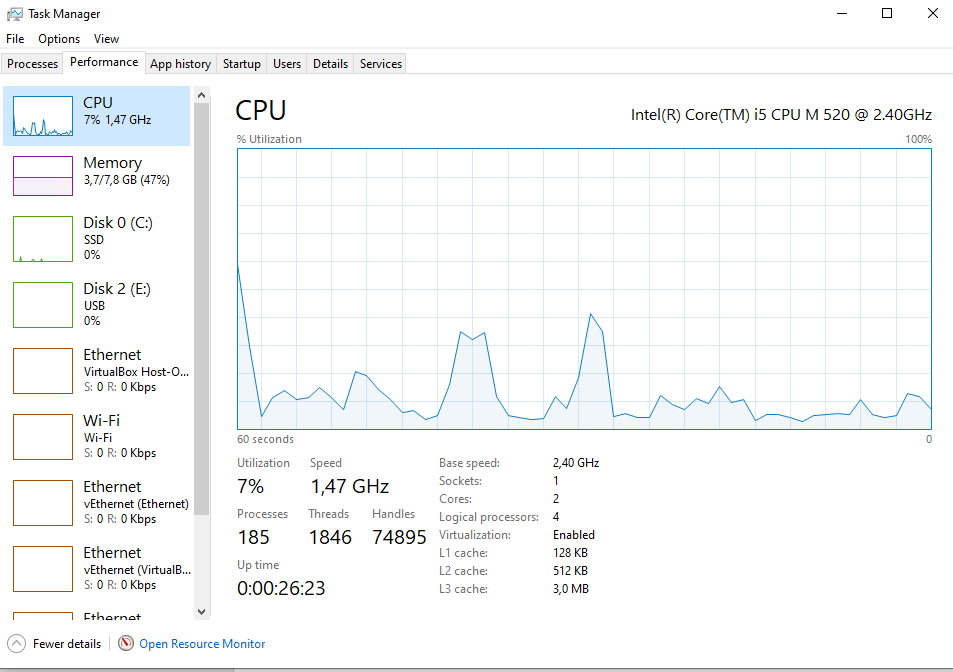 Task Manager
File Options View
Processes Performance App history Startup Users Details Services
CPU
7% 1,47 GHz
Memory
3,7/7,8 GB (47%)
Disk 0 (C:)
SSD
0%
Disk 2 (E:)
USB
0%
Ethernet
VirtualBox Host-O...
S: 0 R: 0 Kbps
Wi-Fi
Wi-Fi
S: 0 R: 0 Kbps
Ethernet
vEthernet (Ethernet)
S: 0 R: 0 Kbps
Ethernet
vEthernet (VirtualB...
S: 0 R: 0 Kbps
Ethernet
CPU
Intel(R) Core(TM) i5 CPU M 520 @ 2.40GHz
% Utilization 100%
60 seconds 0
Utilization Speed
7% 1,47 GHz
Processes Threads Handles
185 1846 74895
Up time
0:00:26:23
Base speed: 2,40 GHz
Sockets: 1
Cores: 2
Logical processors: 4
Virtualization: Enabled
L1 cache: 128 KB
L2 cache: 512 KB
L3 cache: 3,0 MB
Fewer details Open Resource Monitor